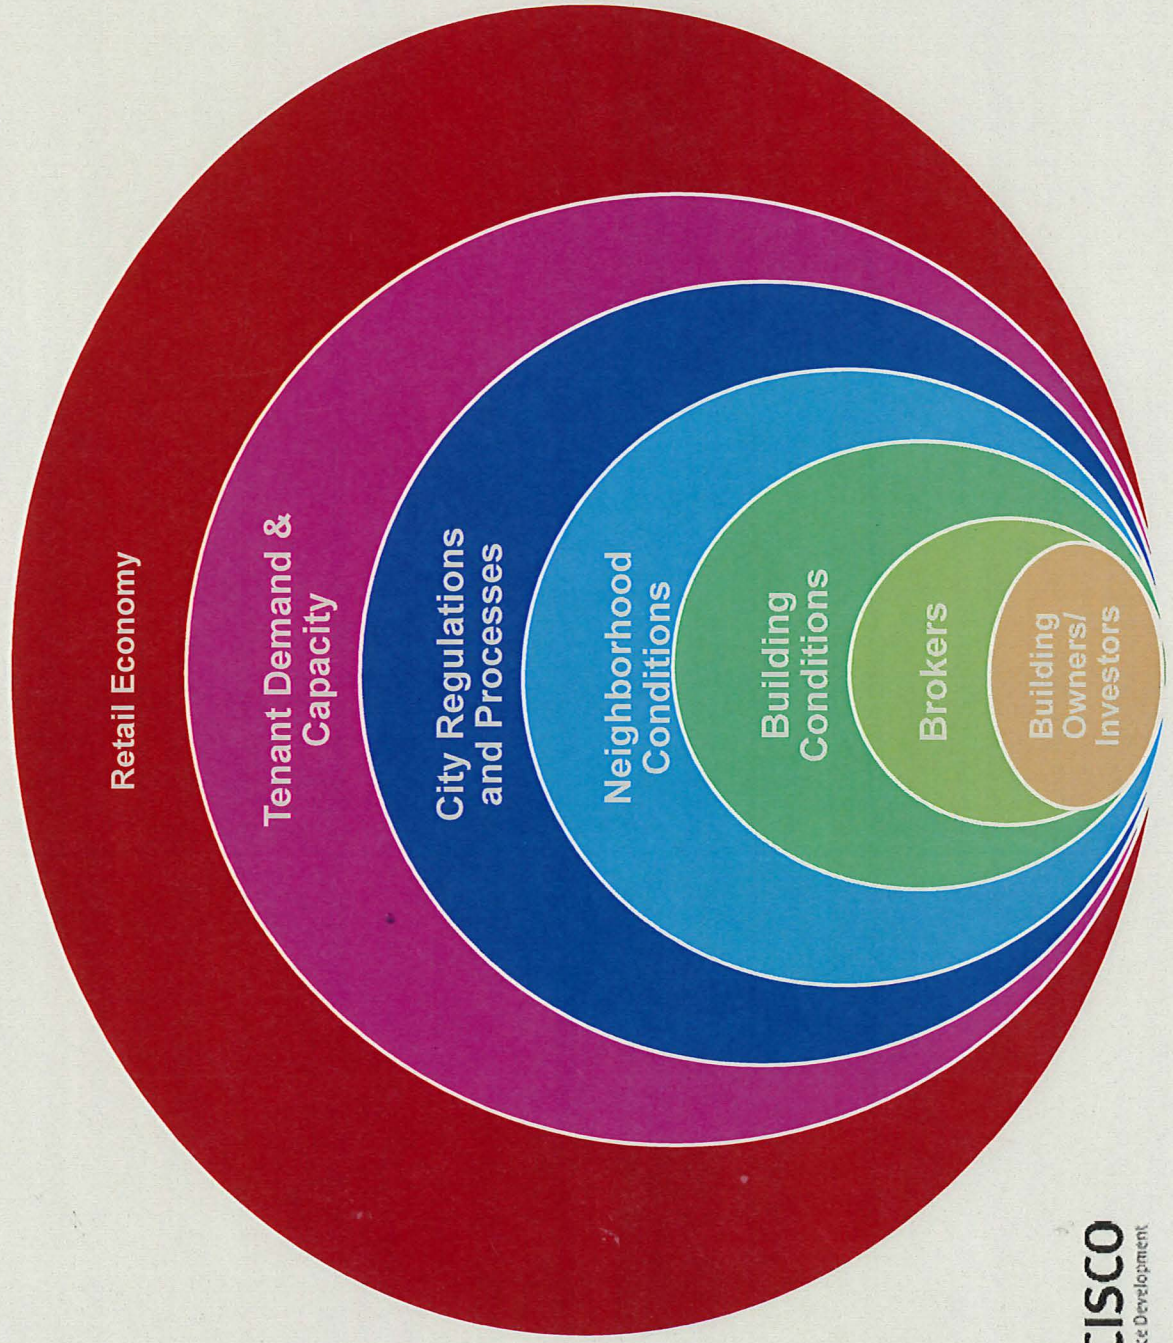 Retail Economy
Tenant Demand &
Capacity
City Regulations
and Processes
Neighborhood
Conditions
Building
Conditions
Brokers
Building
Owners/
Investors
CISCO
ce Development